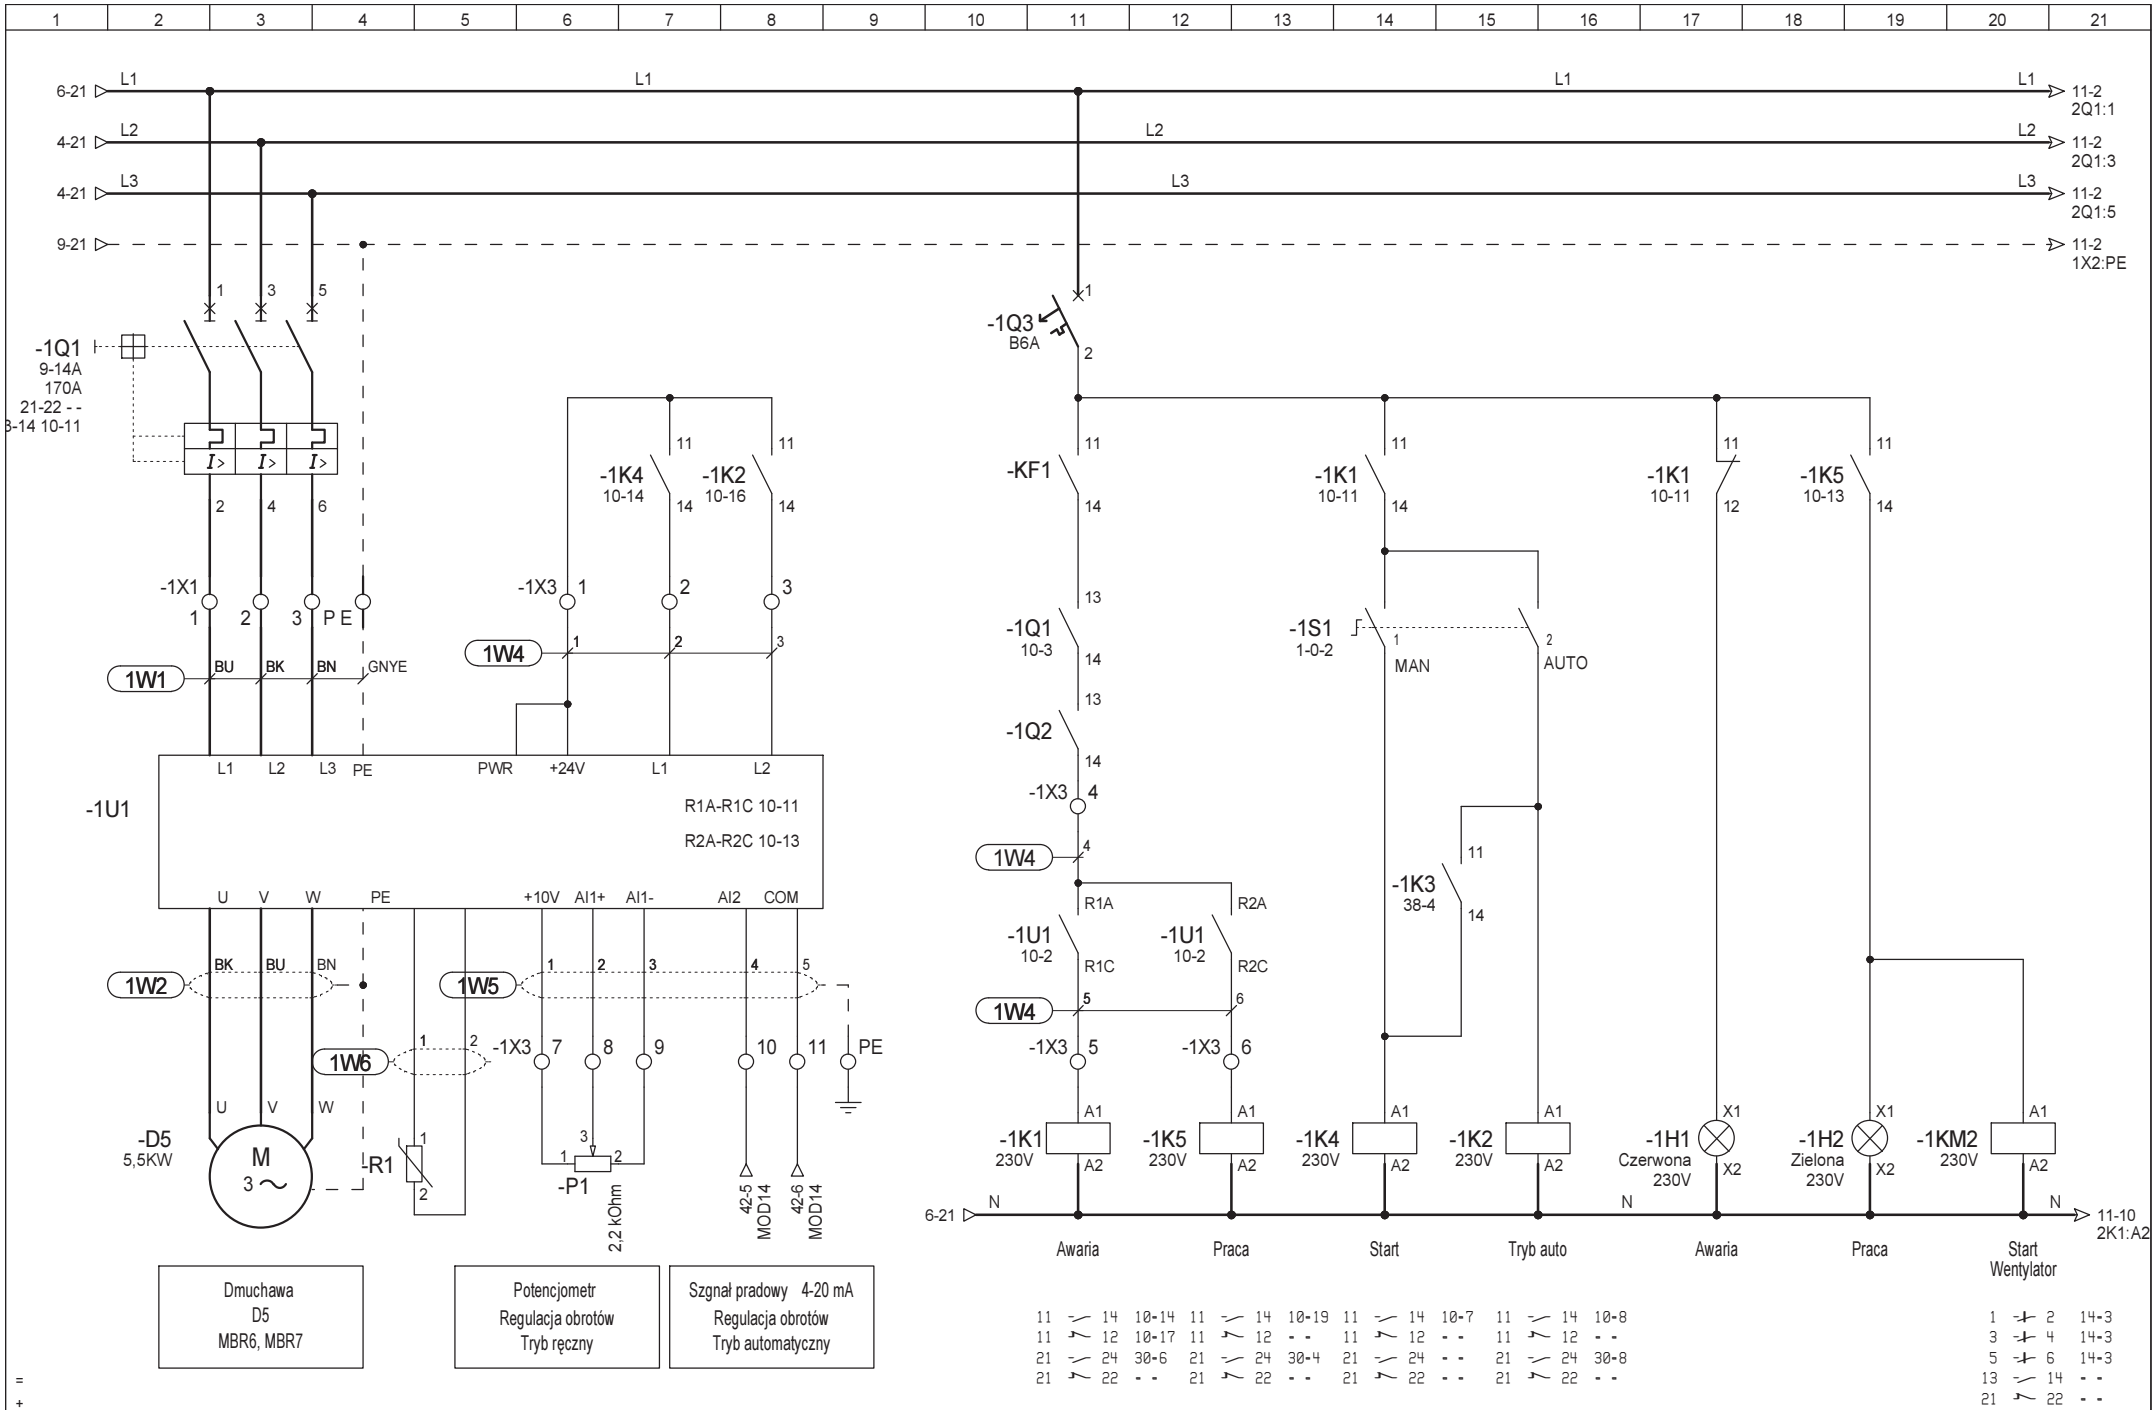 1 2 3 4 5 6 7 8 9 10 11 12 13 14 15 16 17 18 19 20 21
6-21 L1 L1 L1 L1 11-2
2Q1:1
4-21 L2 L2 L2 11-2
2Q1:3
4-21 L3 L3 L3 11-2
2Q1:5
9-21 11-2
1X2:PE
1 3 5
-1Q1
9-14A
170A
21-22 - -
3-14 10-11
I> I> I>
2 4 6
1
-1Q3
B6A
2
11 11
-1K4 -1K2
10-14 10-16
14 14
11 11 11 11
-KF1 -1K1 -1K1 -1K5
10-11 10-11 10-13
14 14 12 14
-1X1 -1X3 1 2 3
1 2 3 PE
1W4 1 2 3
1W1 BU BK BN GNYE
13
-1Q1
10-3
14
-1S1
1-0-2
1 2
MAN AUTO
13
-1Q2
14
L1 L2 L3 PE PWR +24V L1 L2
-1U1
R1A-R1C 10-11
R2A-R2C 10-13
U V W PE +10V AI1+ AI1- AI2 COM
-1X3 4
1W4 4
R1A R2A
-1U1 -1U1
10-2 10-2
R1C R2C
11
-1K3
38-4
14
1W2 BK BU BN
1W5 1 2 3 4 5
1W4 5 6
1W6 1 2
-1X3 7 8 9 10 11 PE
-1X3 5 -1X3 6
U V W
-D5
5,5KW
M
3
-R1
1
2
3
1 2
-P1
2,2 kOhm
42-5
MOD14
42-6
MOD14
A1 A1 A1 A1 X1 X1 A1
-1K1 -1K5 -1K4 -1K2 -1H1 -1H2 -1KM2
230V 230V 230V 230V Czerwona Zielona 230V
230V 230V
A2 A2 A2 A2 X2 X2 A2
6-21 N N N 11-10
2K1:A2
Awaria Praca Start Tryb auto Awaria Praca Start
Wentylator
Dmuchawa
D5
MBR6, MBR7
Potencjometr
Regulacja obrotów
Tryb ręczny
Szgnał pradowy 4-20 mA
Regulacja obrotów
Tryb automatyczny
11 14 10-14 11 14 10-19 11 14 10-7 11 14 10-8
11 12 10-17 11 12 - - 11 12 - - 11 12 - -
21 24 30-6 21 24 30-4 21 24 - - 21 24 30-8
21 22 - - 21 22 - - 21 22 - - 21 22 - -
1 2 14-3
3 4 14-3
5 6 14-3
13 14 - -
21 22 - -
=
+